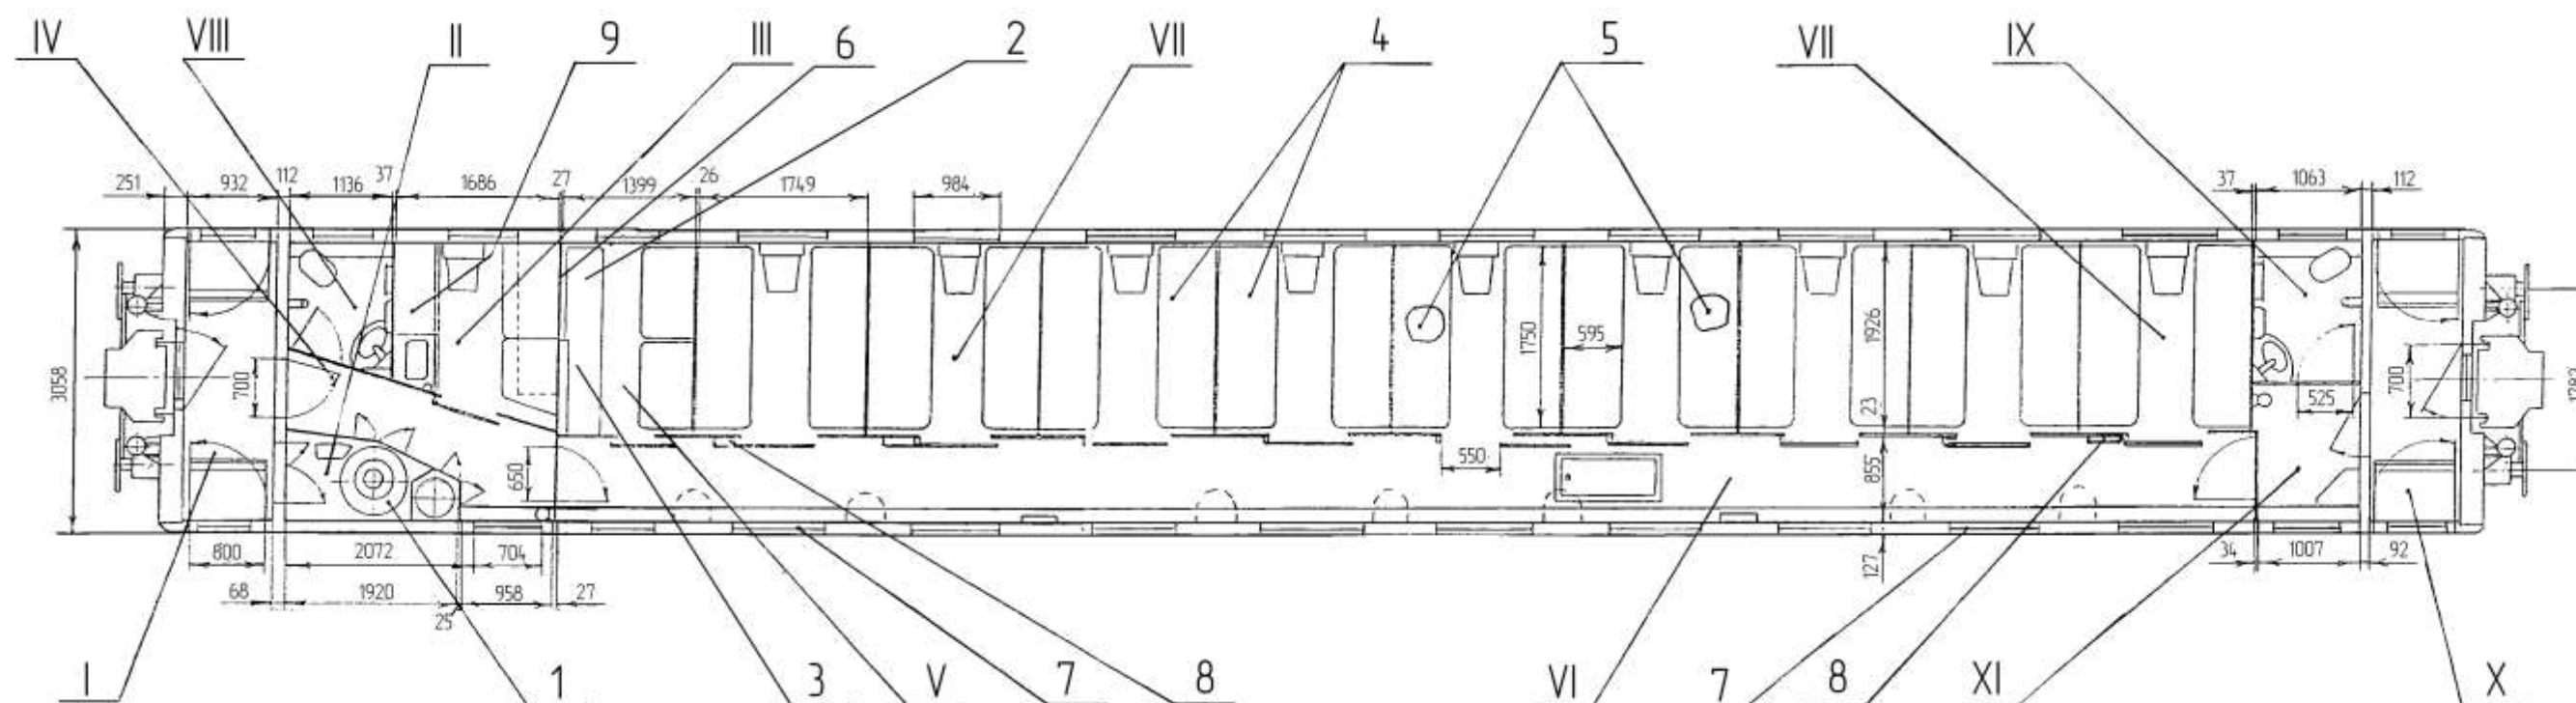 IV VIII II 9 III 6 2 VII 4 5 VII IX
251 932 112 1136 37 1686 27 1399 26 1749 984 37 1063 112
3058 700 650 550 1750 595 1926 23 855 127 525 700
800 2072 704 34 1007 92
68 1920 958 27
25
I 1 3 V 7 8 VI 7 8 XI X